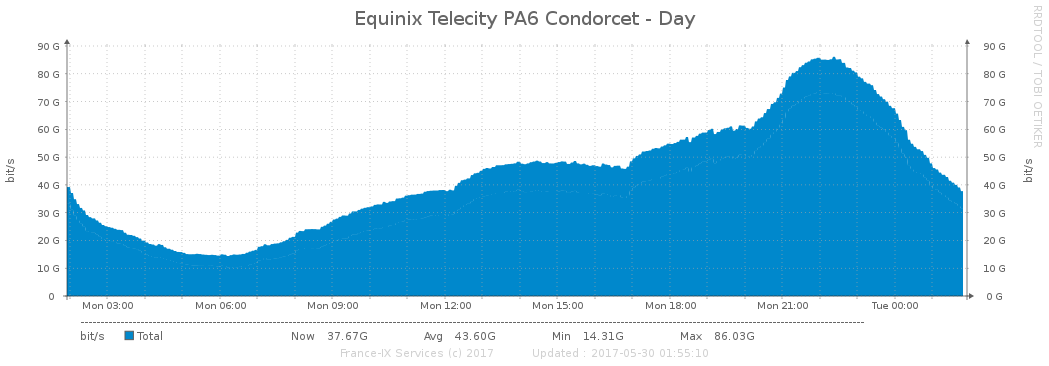 Equinix Telecity PA6 Condorcet - Day
RRDTOOL / TOBI OETIKER
90 G 90 G
80 G 80 G
70 G 70 G
60 G 60 G
50 G 50 G
40 G 40 G
30 G 30 G
20 G 20 G
10 G 10 G
0 0 G
bit/s bit/s
Mon 03:00 Mon 06:00 Mon 09:00 Mon 12:00 Mon 15:00 Mon 18:00 Mon 21:00 Tue 00:00
bit/s Total Now 37.67G Avg 43.60G Min 14.31G Max 86.03G
France-IX Services (c) 2017 Updated : 2017-05-30 01:55:10